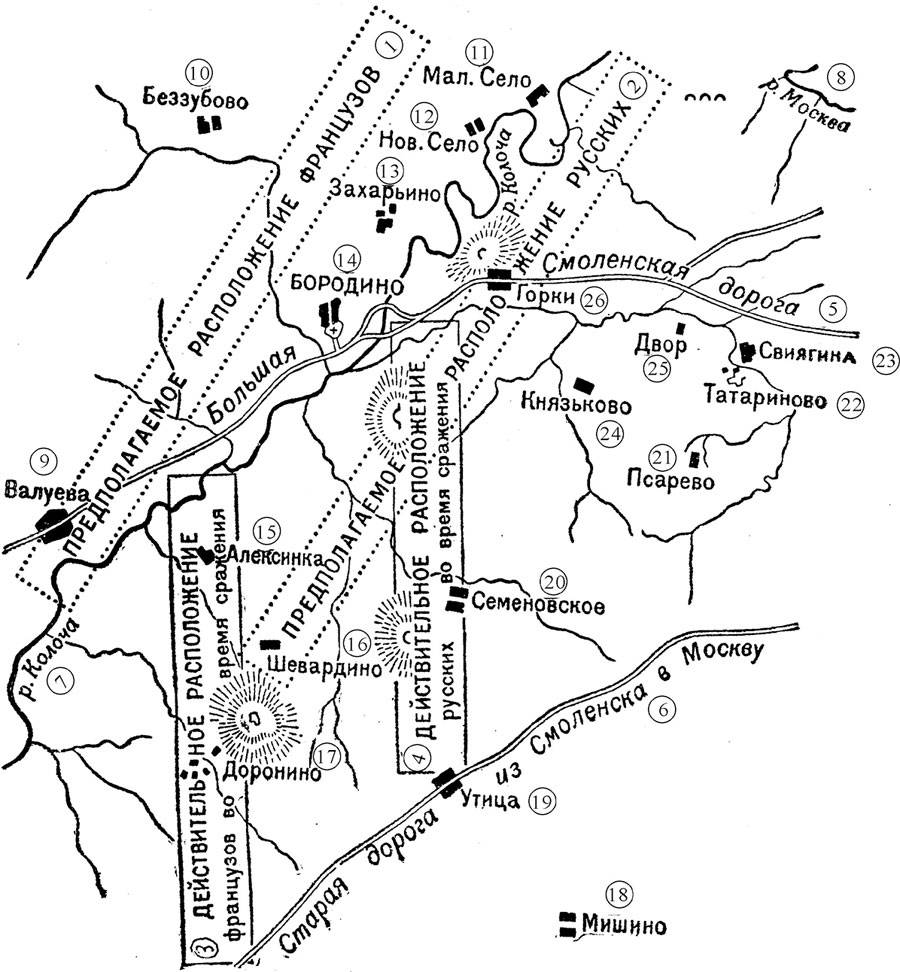 1
ПРЕДПОЛАГАЕМОЕ РАСПОЛОЖЕНИЕ ФРАНЦУЗОВ
2
ПРЕДПОЛАГАЕМОЕ РАСПОЛОЖЕНИЕ РУССКИХ
8
р. Москва
10
Беззубово
11
Мал. Село
12
Нов. Село
р. Колоча
13
Захарьино
14
БОРОДИНО
Большая Смоленская дорога
5
Горки 26
Двор
25
Свиягина
23
Татариново 22
Князьково
24
21
Псарево
9
Валуева
15
Алексинка
20
Семеновское
16
Шевардино
р. Колоча
7
Доронино 17
3
ДЕЙСТВИТЕЛЬНОЕ РАСПОЛОЖЕНИЕ
французов во время сражения
4
ДЕЙСТВИТЕЛЬНОЕ РАСПОЛОЖЕНИЕ
русских во время сражения
Старая дорога из Смоленска в Москву
6
Утица 19
18
Мишино